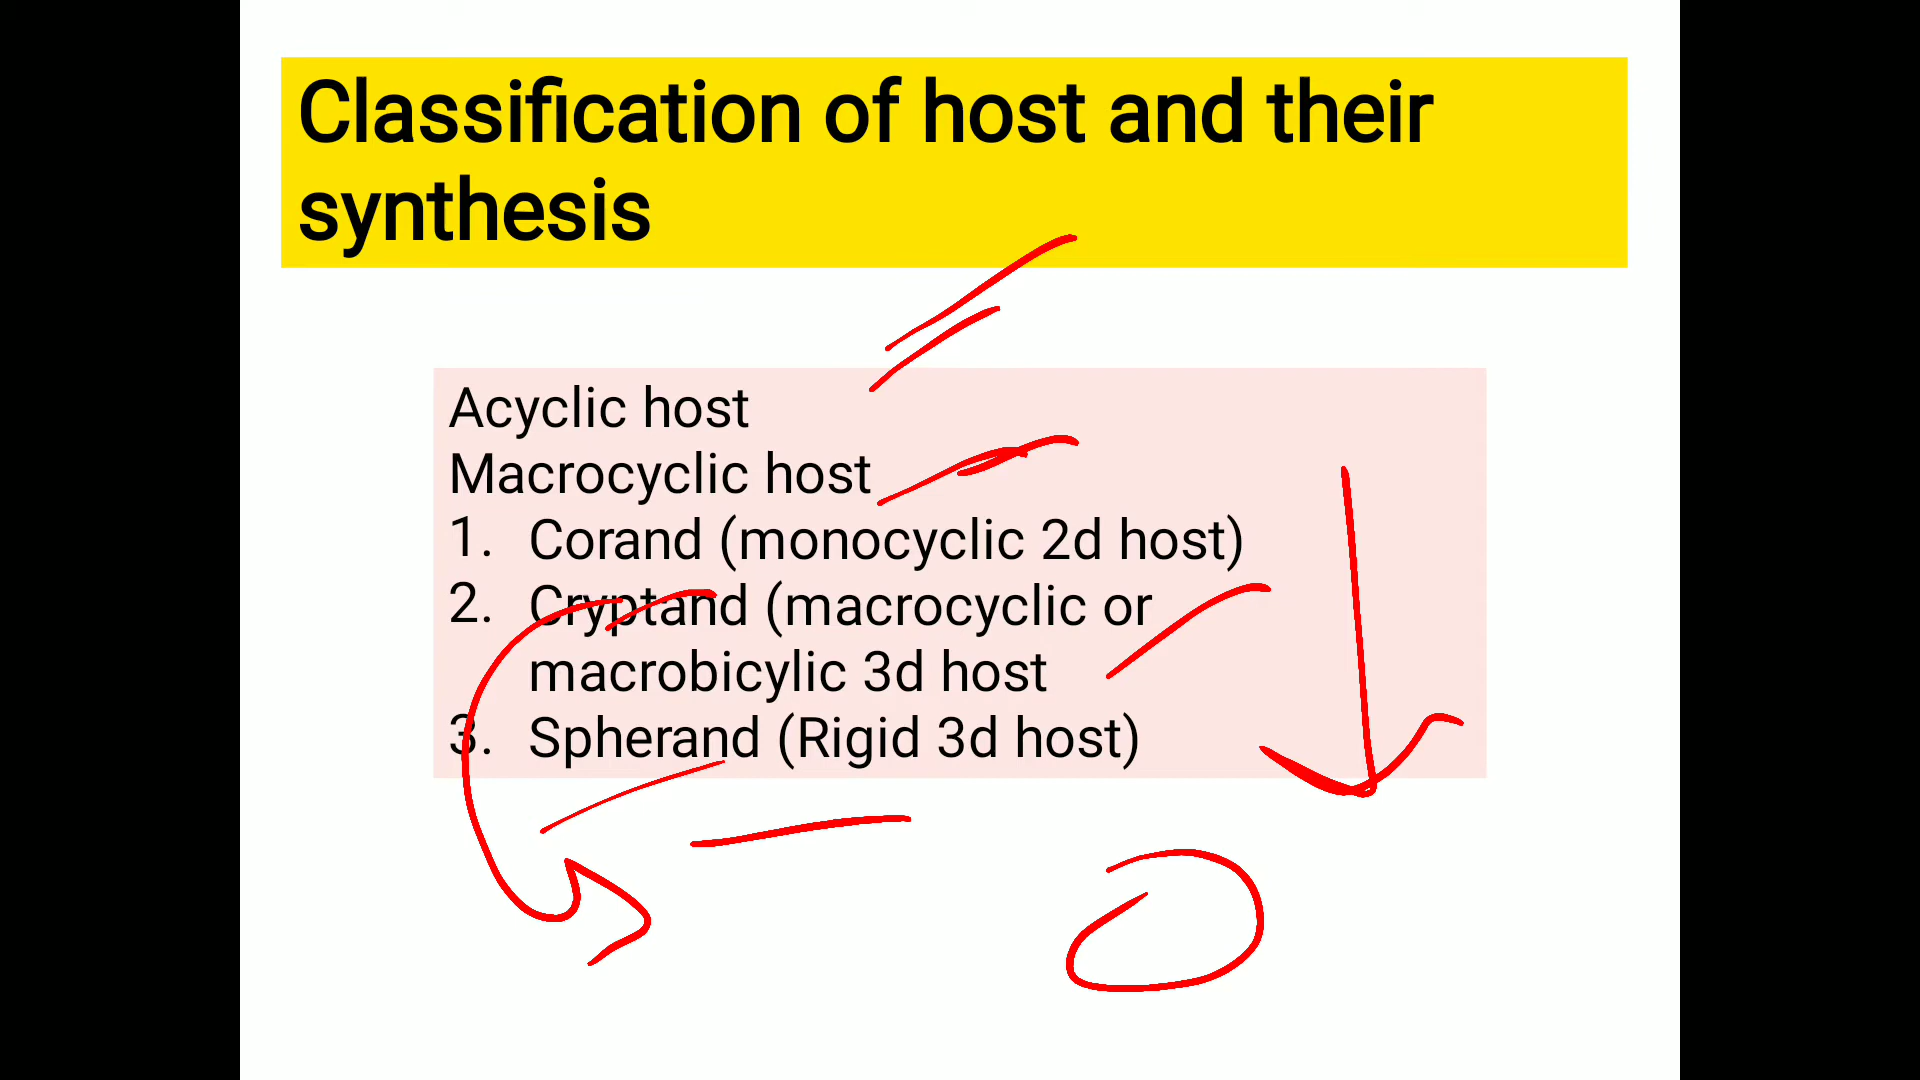 Classification of host and their
synthesis
Acyclic host
Macrocyclic host
1. Corand (monocyclic 2d host)
2. Cryptand (macrocyclic or
macrobicylic 3d host
3. Spherand (Rigid 3d host)